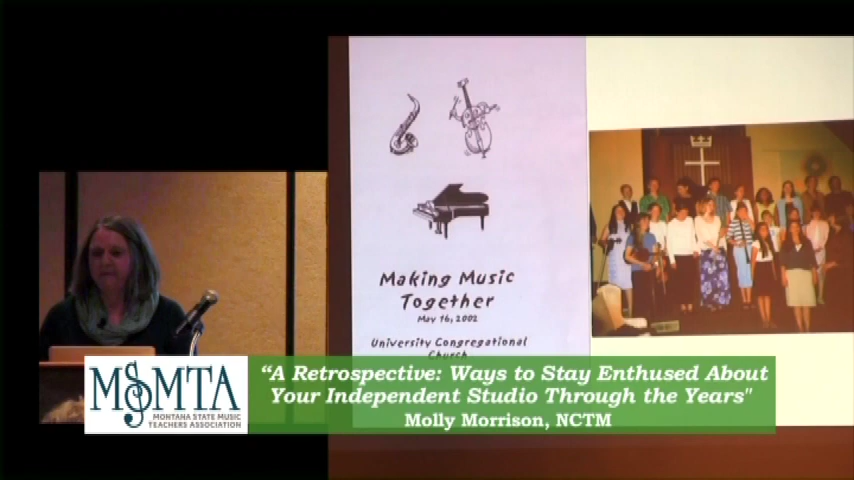 Making Music
Together
May 16, 2002
University Congregational
Church
MSMTA
MONTANA STATE MUSIC
TEACHERS ASSOCIATION
“A Retrospective: Ways to Stay Enthused About
Your Independent Studio Through the Years"
Molly Morrison, NCTM